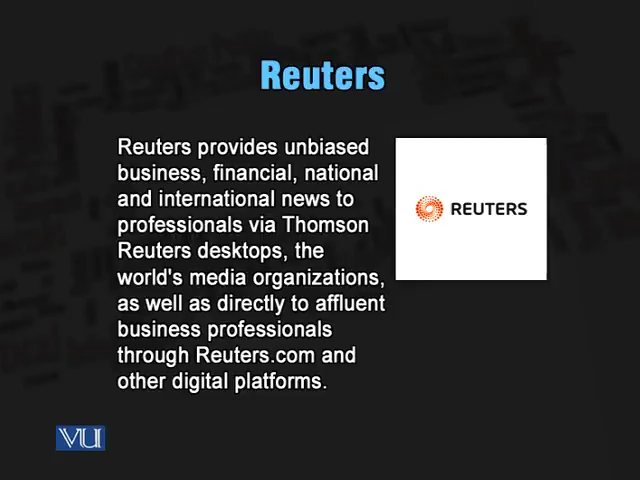 Reuters
Reuters provides unbiased
business, financial, national
and international news to
professionals via Thomson
Reuters desktops, the
world's media organizations,
as well as directly to affluent
business professionals
through Reuters.com and
other digital platforms.
REUTERS
VU